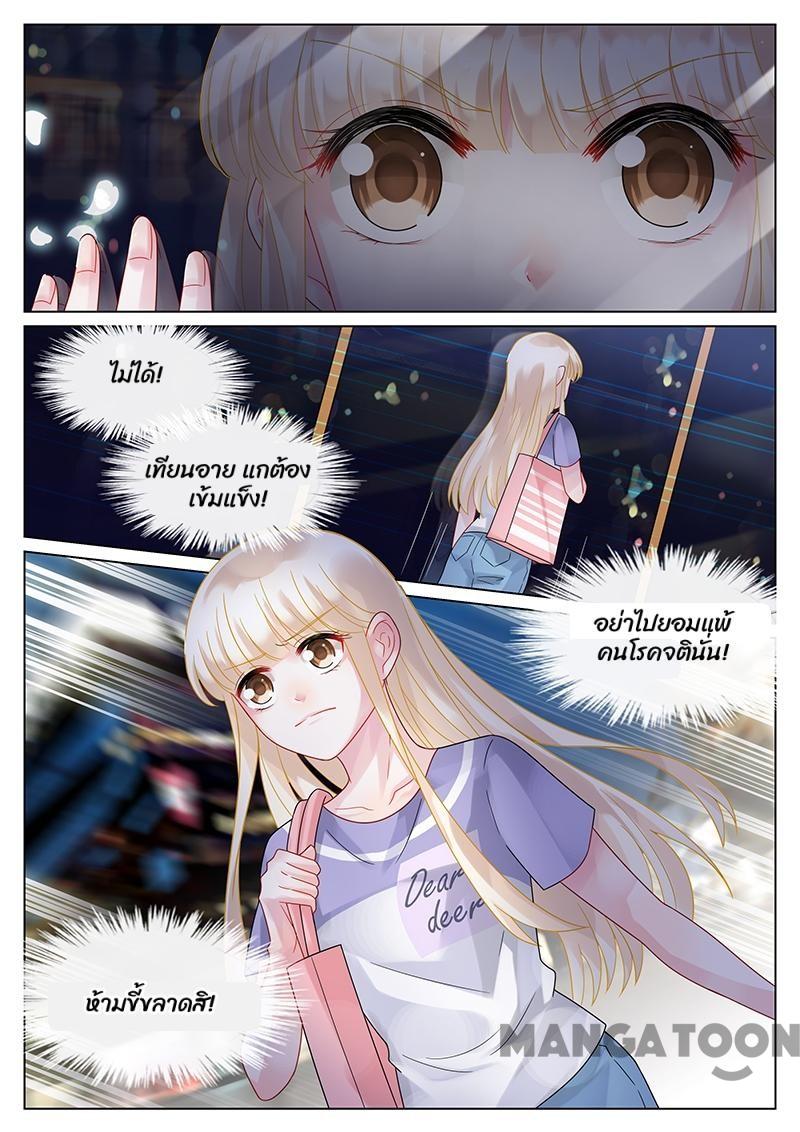 ไม่ได้!
เทียนอาย แกต้อง
เข้มแข็ง!
อย่าไปยอมแพ้
คนโรคจตินั่น!
Dear
deer
ห้ามขี้ขลาดสิ!
MANGATOON